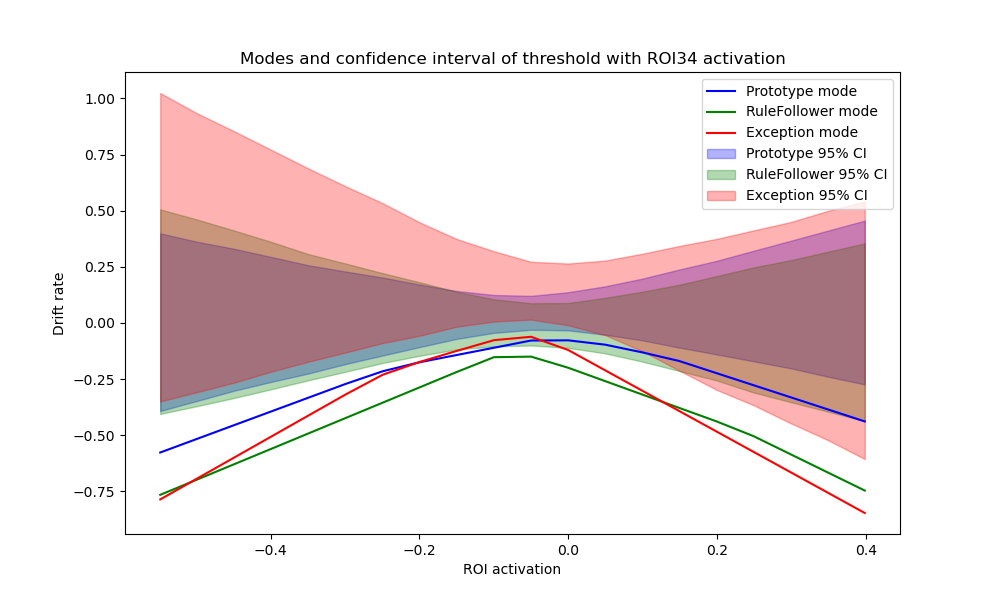 Modes and confidence interval of threshold with ROI34 activation
Prototype mode
RuleFollower mode
Exception mode
Prototype 95% CI
RuleFollower 95% CI
Exception 95% CI
1.00
0.75
0.50
0.25
0.00
−0.25
−0.50
−0.75
Drift rate
−0.4
−0.2
0.0
0.2
0.4
ROI activation